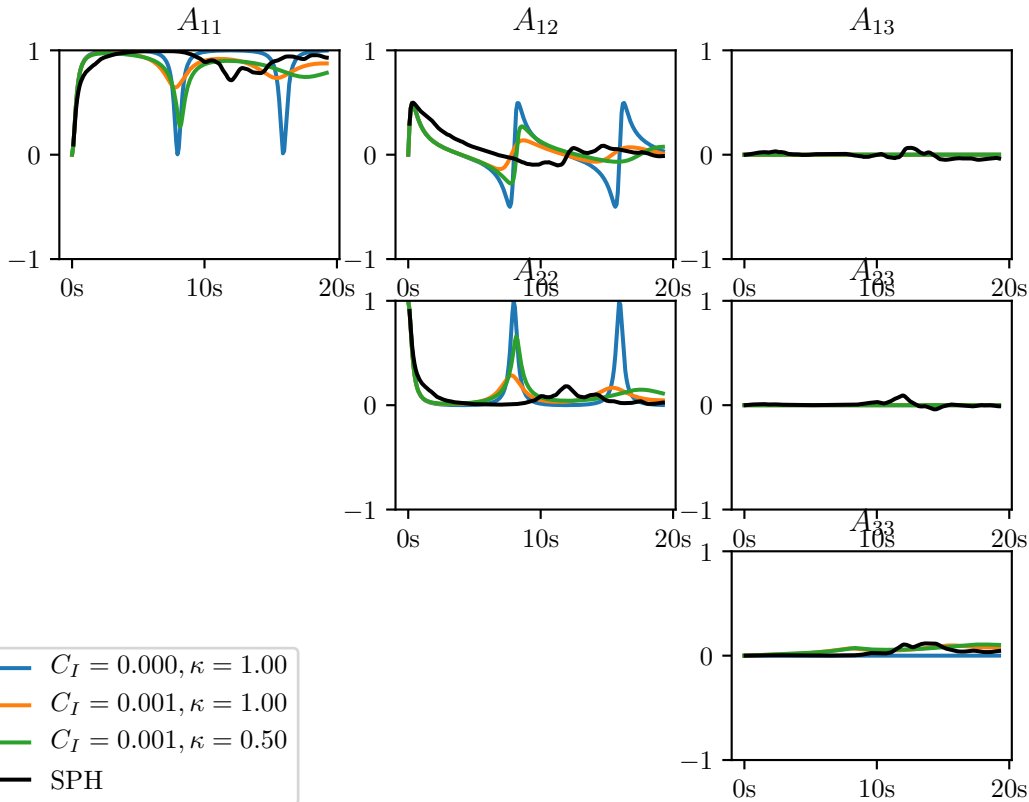 A₁₁ A₁₂ A₁₃
1 1 1
0 0 0
−1 −1 −1
0s 10s 20s 0s 10s 20s 0s 10s 20s
A₂₂ A₂₃
1 1
0 0
−1 −1
0s 10s 20s 0s 10s 20s
A₃₃
1
0
−1
0s 10s 20s
C_I = 0.000, κ = 1.00
C_I = 0.001, κ = 1.00
C_I = 0.001, κ = 0.50
SPH